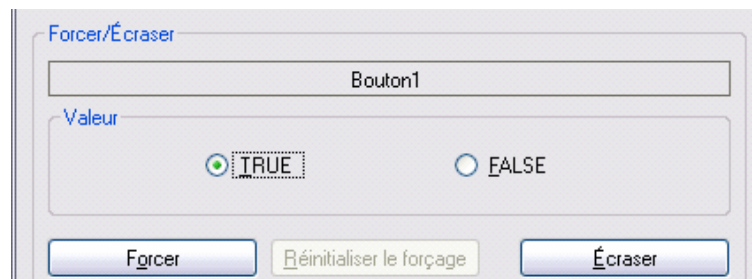 Forcer/Écraser
Bouton1
Valeur
TRUE FALSE
Forcer Réinitialiser le forçage Écraser